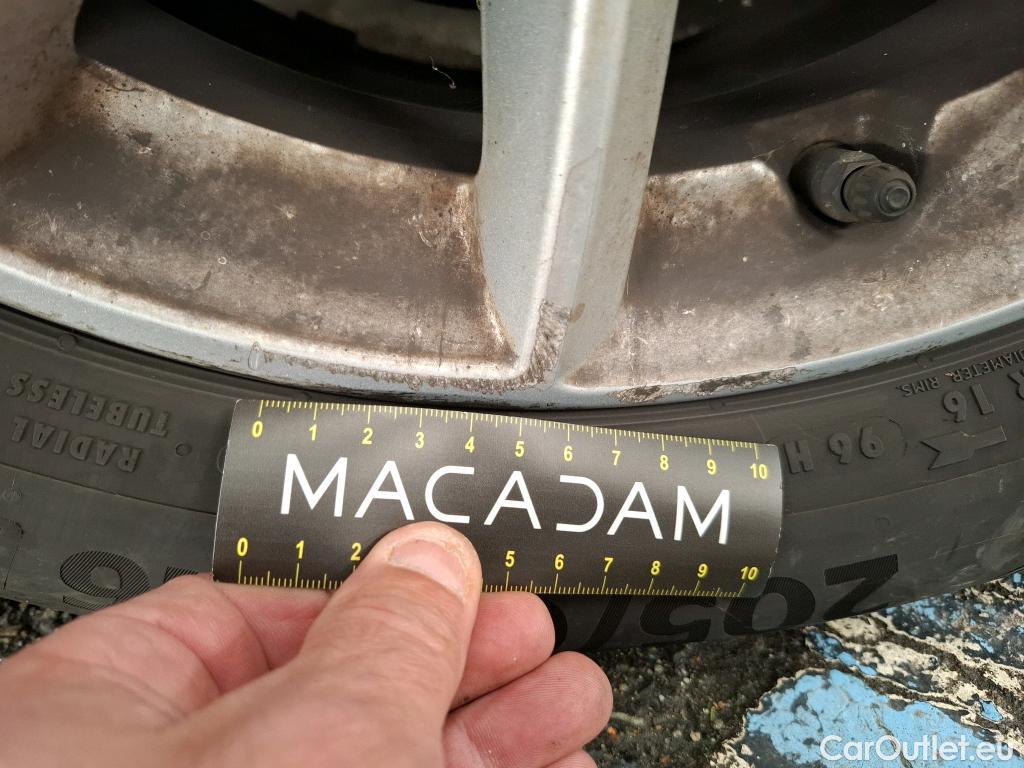 RADIAL
TUBELESS
DIAMETER RIMS
R 16
96 H
0 1 2 3 4 5 6 7 8 9 10
MACADAM
0 1 2 5 6 7 8 9 10
205/
CarOutlet.eu